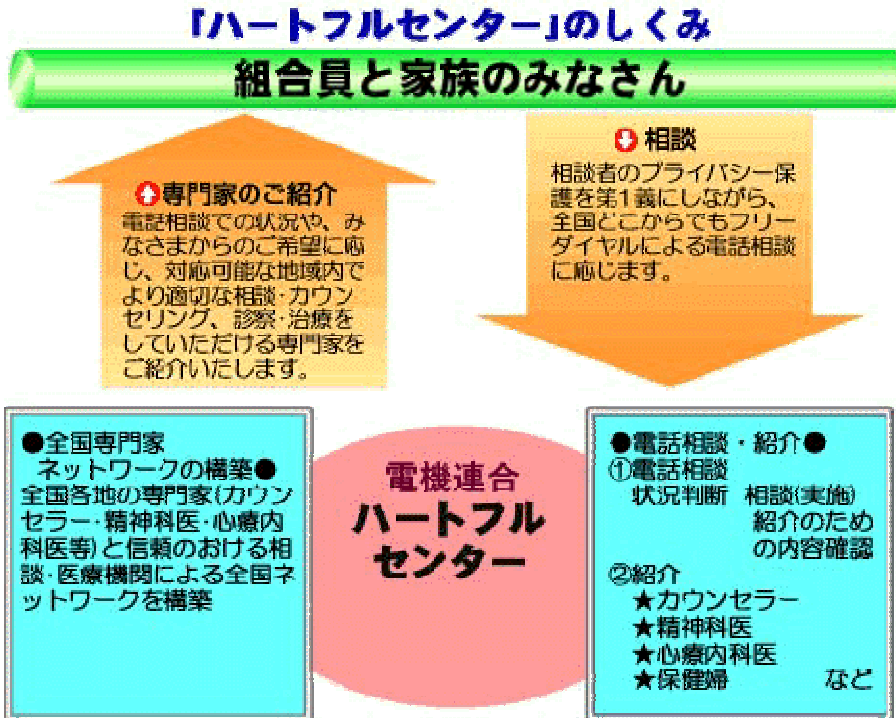 「ハートフルセンター」のしくみ
組合員と家族のみなさん
専門家のご紹介
電話相談での状況や、み
なさまからのご希望に応
じ、対応可能な地域内で
より適切な相談・カウン
セリング、診察・治療を
していただける専門家を
ご紹介いたします。
相談
相談者のプライバシー保
護を第1義にしながら、
全国どこからでもフリー
ダイヤルによる電話相談
に応じます。
●全国専門家
ネットワークの構築●
全国各地の専門家(カウン
セラー・精神科医・心療内
科医等)と信頼のおける相
談・医療機関による全国ネ
ットワークを構築
電機連合
ハートフル
センター
●電話相談・紹介●
①電話相談
状況判断 相談(実施)
紹介のため
の内容確認
②紹介
★カウンセラー
★精神科医
★心療内科医
★保健婦 など